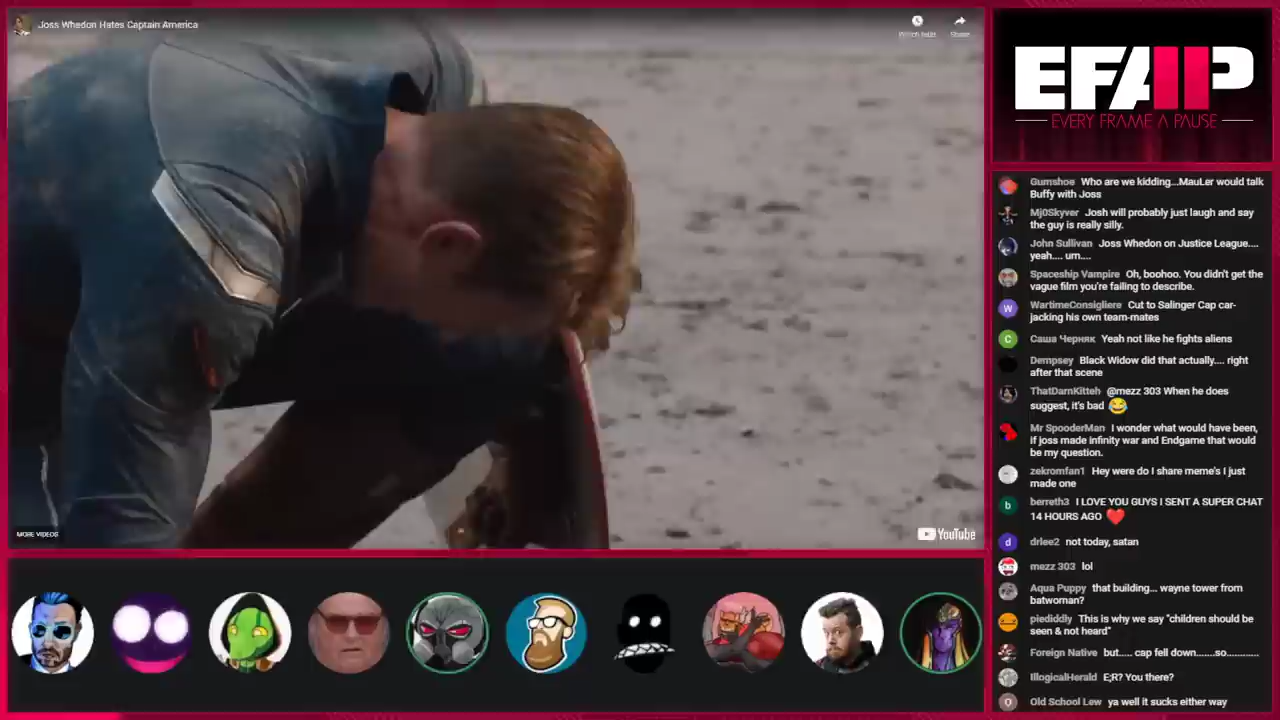 Joss Whedon Hates Captain America
Watch later
Share
MORE VIDEOS
YouTube
EFAP
EVERY FRAME A PAUSE
Gumshoe Who are we kidding...MauLer would talk
Buffy with Joss
Mj0Skyver Josh will probably just laugh and say
the guy is really silly.
John Sullivan Joss Whedon on Justice League....
yeah.... um....
Spaceship Vampire Oh, boohoo. You didn't get the
vague film you're failing to describe.
W
WartimeConsigliere Cut to Salinger Cap car-
jacking his own team-mates
C
Саша Черняк Yeah not like he fights aliens
Dempsey Black Widow did that actually.... right
after that scene
ThatDarnKitteh @mezz 303 When he does
suggest, it's bad 😂
Mr SpooderMan I wonder what would have been,
if joss made infinity war and Endgame that would
be my question.
zekromfan1 Hey were do I share meme's I just
made one
b
berreth3 I LOVE YOU GUYS I SENT A SUPER CHAT
14 HOURS AGO ❤️
d
drlee2 not today, satan
mezz 303 lol
Aqua Puppy that building... wayne tower from
batwoman?
piediddly This is why we say "children should be
seen & not heard"
Foreign Native but..... cap fell down.......so............
IllogicalHerald E;R? You there?
O
Old School Lew ya well it sucks either way